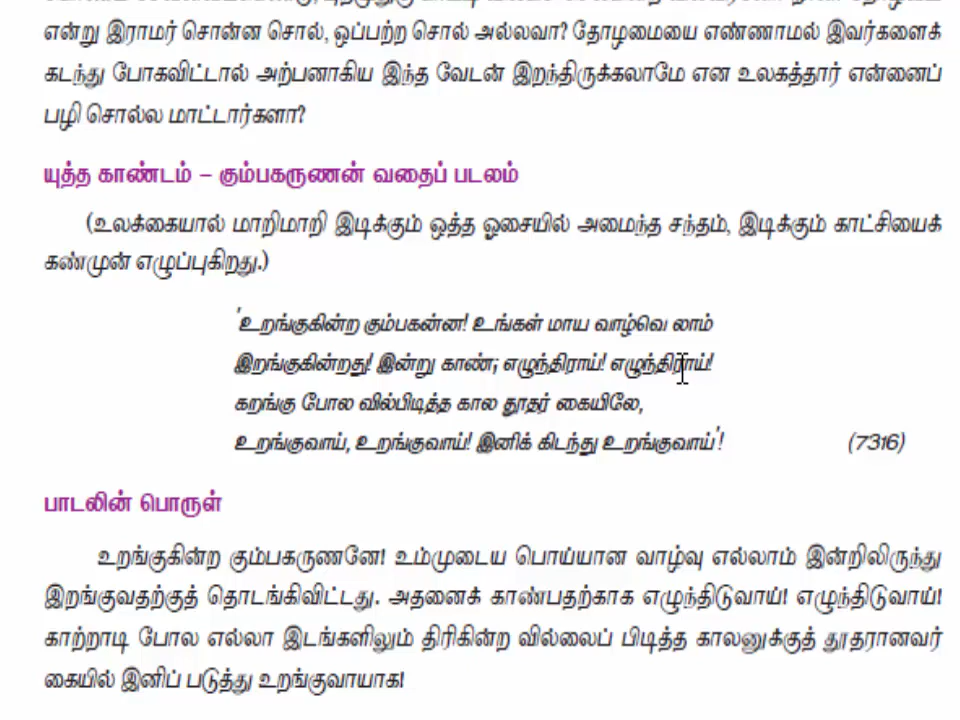 என்று இராமர் சொன்ன சொல், ஒப்பற்ற சொல் அல்லவா? தோழமையை எண்ணாமல் இவர்களைக்
கடந்து போகவிட்டால் அற்பனாகிய இந்த வேடன் இறந்திருக்கலாமே என உலகத்தார் என்னைப்
பழி சொல்ல மாட்டார்களா?
யுத்த காண்டம் – கும்பகருணன் வதைப் படலம்
(உலக்கையால் மாறிமாறி இடிக்கும் ஒத்த ஓசையில் அமைந்த சந்தம், இடிக்கும் காட்சியைக்
கண்முன் எழுப்புகிறது.)
'உறங்குகின்ற கும்பகன்ன! உங்கள் மாய வாழ்வெ லாம்
இறங்குகின்றது! இன்று காண்; எழுந்திராய்! எழுந்திராய்!
கறங்கு போல விற்பிடித்த கால தூதர் கையிலே,
உறங்குவாய், உறங்குவாய்! இனிக் கிடந்து உறங்குவாய்'! (7316)
பாடலின் பொருள்
உறங்குகின்ற கும்பகருணனே! உம்முடைய பொய்யான வாழ்வு எல்லாம் இன்றிலிருந்து
இறங்குவதற்குத் தொடங்கிவிட்டது. அதனைக் காண்பதற்காக எழுந்திடுவாய்! எழுந்திடுவாய்!
காற்றாடி போல எல்லா இடங்களிலும் திரிகின்ற வில்லைப் பிடித்த காலனுக்குத் தூதரானவர்
கையில் இனிப் படுத்து உறங்குவாயாக!